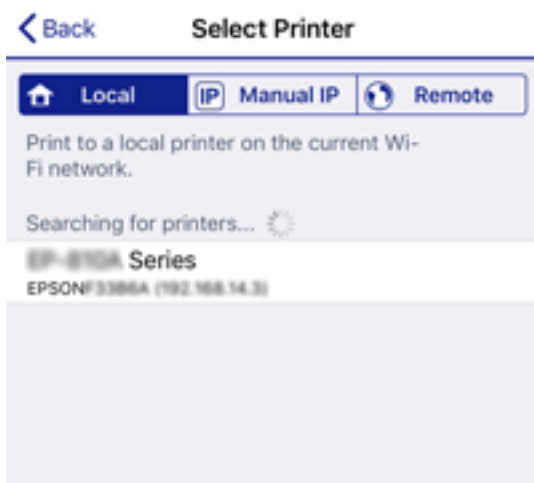 Back Select Printer
Local IP Manual IP Remote
Print to a local printer on the current Wi-
Fi network.
Searching for printers...
Series
EPSON